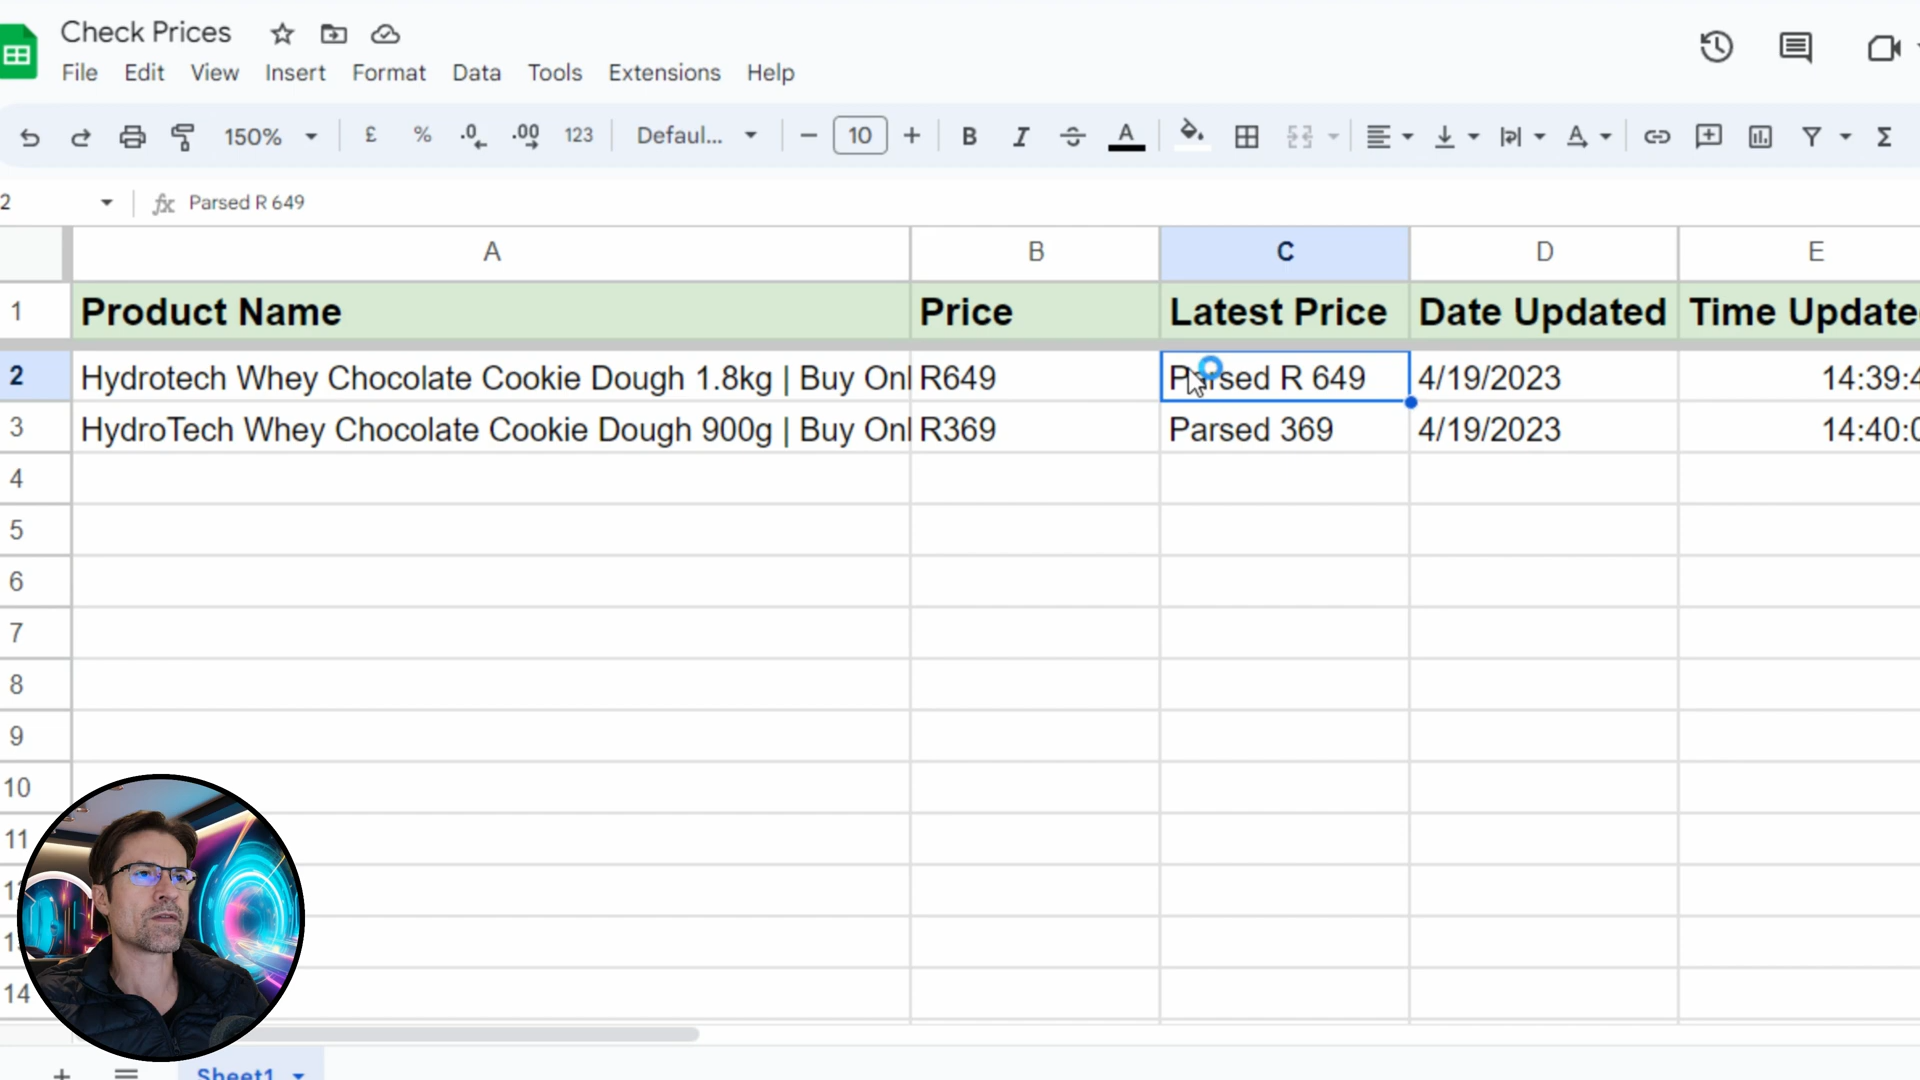 Check Prices
File Edit View Insert Format Data Tools Extensions Help
150% £ % .0 .00 123 Defaul... 10 B I A A Σ
2 fx Parsed R 649
A B C D E
1 Product Name Price Latest Price Date Updated Time Update
2 Hydrotech Whey Chocolate Cookie Dough 1.8kg | Buy Onl R649 Parsed R 649 4/19/2023 14:39:4
3 HydroTech Whey Chocolate Cookie Dough 900g | Buy Onl R369 Parsed 369 4/19/2023 14:40:0
4
5
6
7
8
9
10
11
14
Sheet1